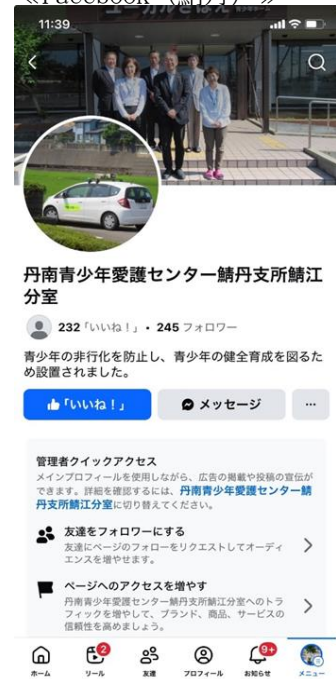 《Facebook（紹介）》
11:39
ユーカルさばえ
丹南青少年愛護センター鯖丹支所鯖江
分室
232「いいね！」・245 フォロワー
青少年の非行化を防止し、青少年の健全育成を図るた
め設置されました。
「いいね！」
メッセージ
...
管理者クイックアクセス
メインプロフィールを使用しながら、広告の掲載や投稿の宣伝が
できます。詳細を確認するには、丹南青少年愛護センター鯖
丹支所鯖江分室に切り替えてください。
友達をフォロワーにする
友達にページのフォローをリクエストしてオーディ
エンスを増やせます。
ページへのアクセスを増やす
丹南青少年愛護センター鯖丹支所鯖江分室へのトラ
フィックを増やして、ブランド、商品、サービスの
信頼性を高めましょう。
2
9+
ホーム
リール
友達
プロフィール
お知らせ
メニュー